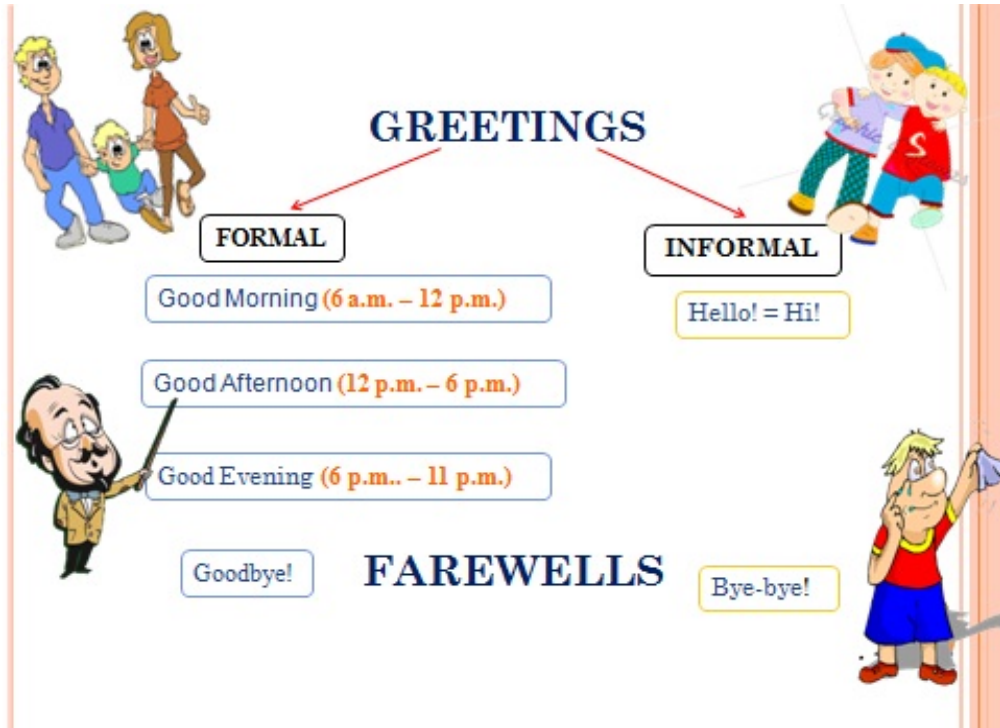 GREETINGS
FORMAL
INFORMAL
Good Morning (6 a.m. – 12 p.m.)
Hello! = Hi!
Good Afternoon (12 p.m. – 6 p.m.)
Good Evening (6 p.m.. – 11 p.m.)
Goodbye!
FAREWELLS
Bye-bye!